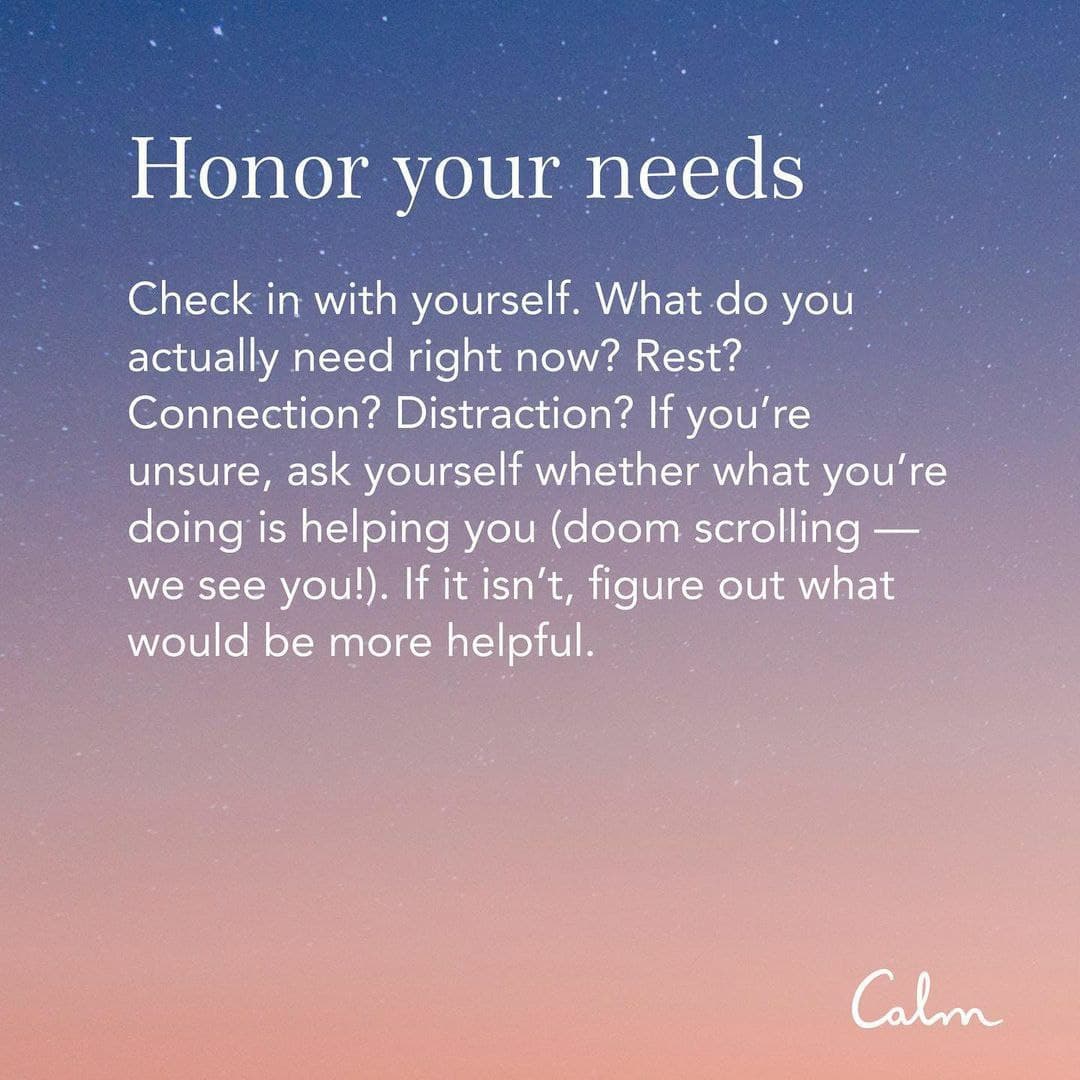 Honor your needs
Check in with yourself. What do you
actually need right now? Rest?
Connection? Distraction? If you’re
unsure, ask yourself whether what you’re
doing is helping you (doom scrolling —
we see you!). If it isn’t, figure out what
would be more helpful.
Calm